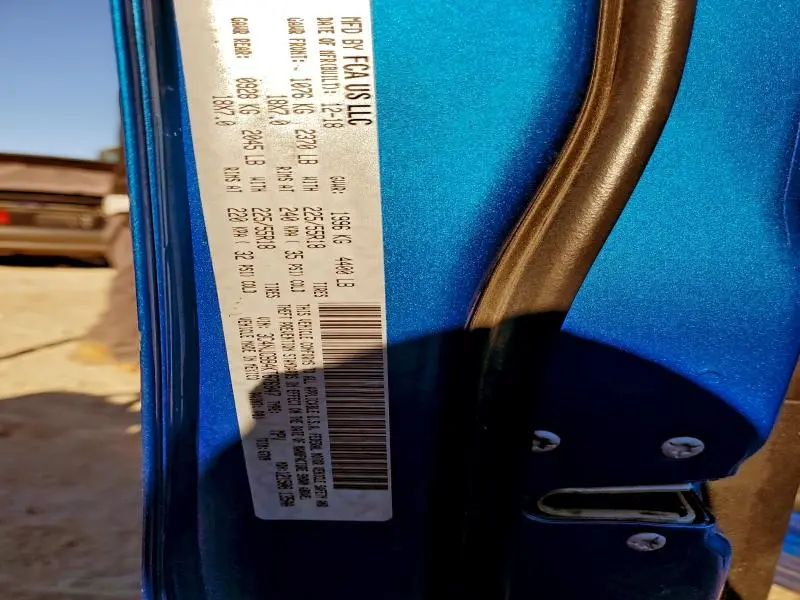 MFD BY FCA US LLC
DATE OF MFR(BUILD): 12-18 GVWR: 1996 KG 4400 LB
GAWR FRONT: 1076 KG 2370 LB WITH 225/55R18 TIRES
18X7.0 RIMS AT 240 KPA ( 35 PSI) COLD
GAWR REAR: 0928 KG 2045 LB WITH 225/55R18 TIRES
18X7.0 RIMS AT 220 KPA ( 32 PSI) COLD
THIS VEHICLE CONFORMS TO ALL APPLICABLE U.S.A. FEDERAL MOTOR VEHICLE SAFETY AND
THEFT PREVENTION STANDARDS IN EFFECT ON THE DATE OF MANUFACTURE SHOWN ABOVE.
VIN: TYPE: MPV
VEHICLE MADE IN MEXICO